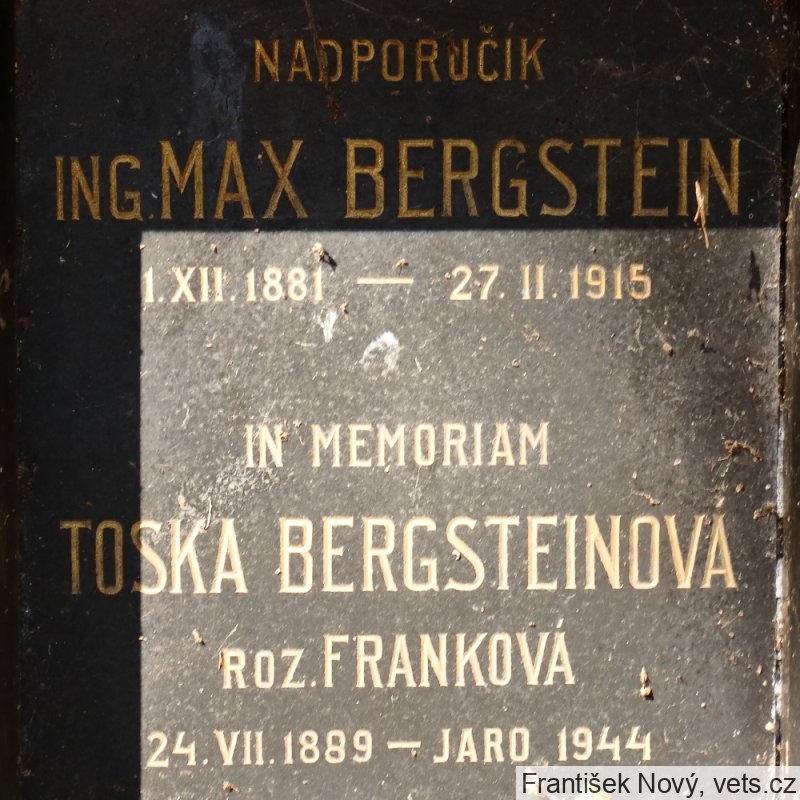 NADPORUČÍK
ING. MAX BERGSTEIN
1. XII. 1881 — 27. II. 1915
IN MEMORIAM
TOSKA BERGSTEINOVÁ
ROZ. FRANKOVÁ
24. VII. 1889 — JARO 1944
František Nový, vets.cz